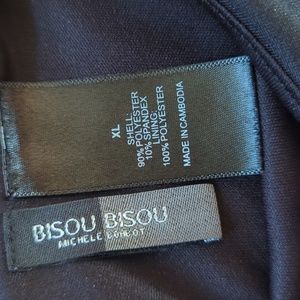 XL
SHELL:
90% POLYESTER
10% SPANDEX
LINING:
100% POLYESTER
MADE IN CAMBODIA
BISOU BISOU
MICHELE BOHBOT